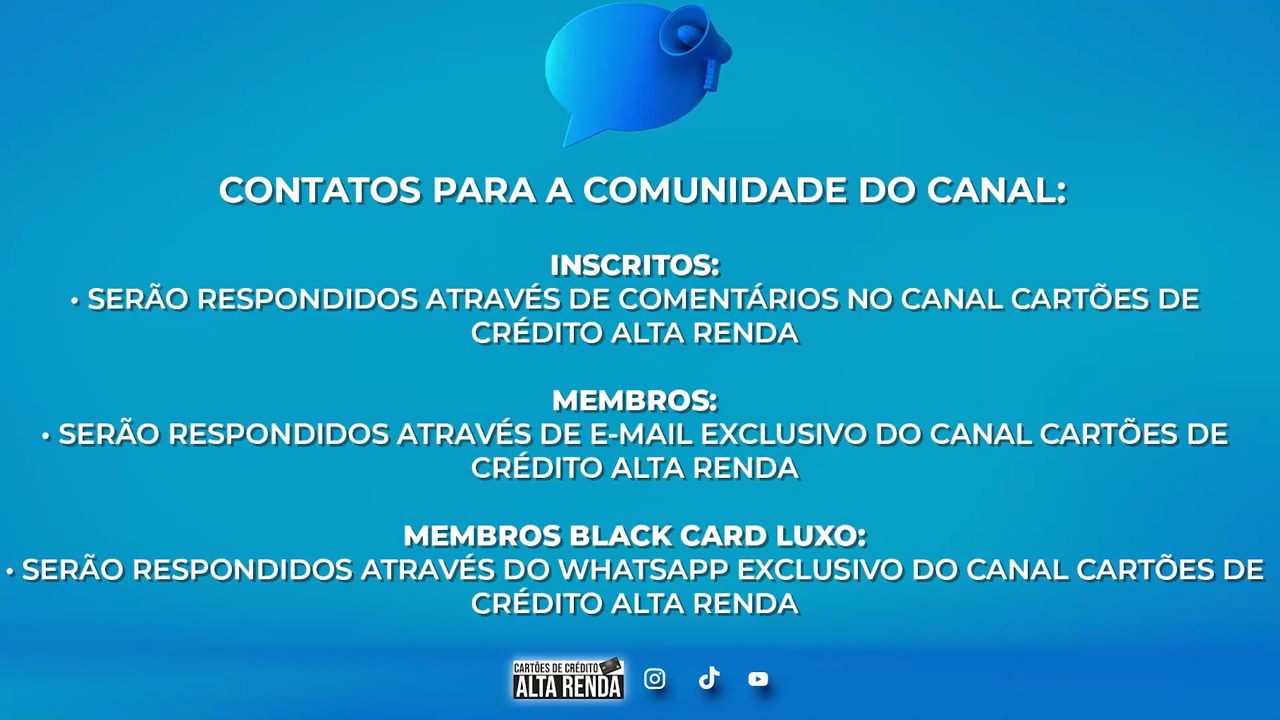 CONTATOS PARA A COMUNIDADE DO CANAL:
INSCRITOS:
• SERÃO RESPONDIDOS ATRAVÉS DE COMENTÁRIOS NO CANAL CARTÕES DE
CRÉDITO ALTA RENDA
MEMBROS:
• SERÃO RESPONDIDOS ATRAVÉS DE E-MAIL EXCLUSIVO DO CANAL CARTÕES DE
CRÉDITO ALTA RENDA
MEMBROS BLACK CARD LUXO:
• SERÃO RESPONDIDOS ATRAVÉS DO WHATSAPP EXCLUSIVO DO CANAL CARTÕES DE
CRÉDITO ALTA RENDA
CARTÕES DE CRÉDITO
ALTA RENDA